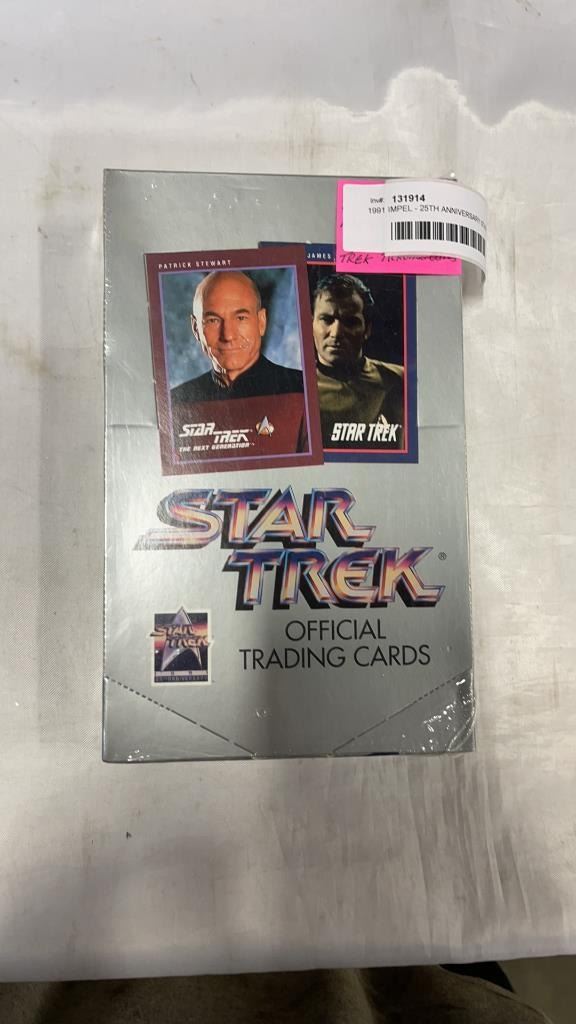 Inv#: 131914
1991 IMPEL - 25TH ANNIVERSARY
TREK
PATRICK STEWART
JAMES
STAR TREK
THE NEXT GENERATION
STAR TREK
STAR
TREK®
STAR
TREK
OFFICIAL
TRADING CARDS